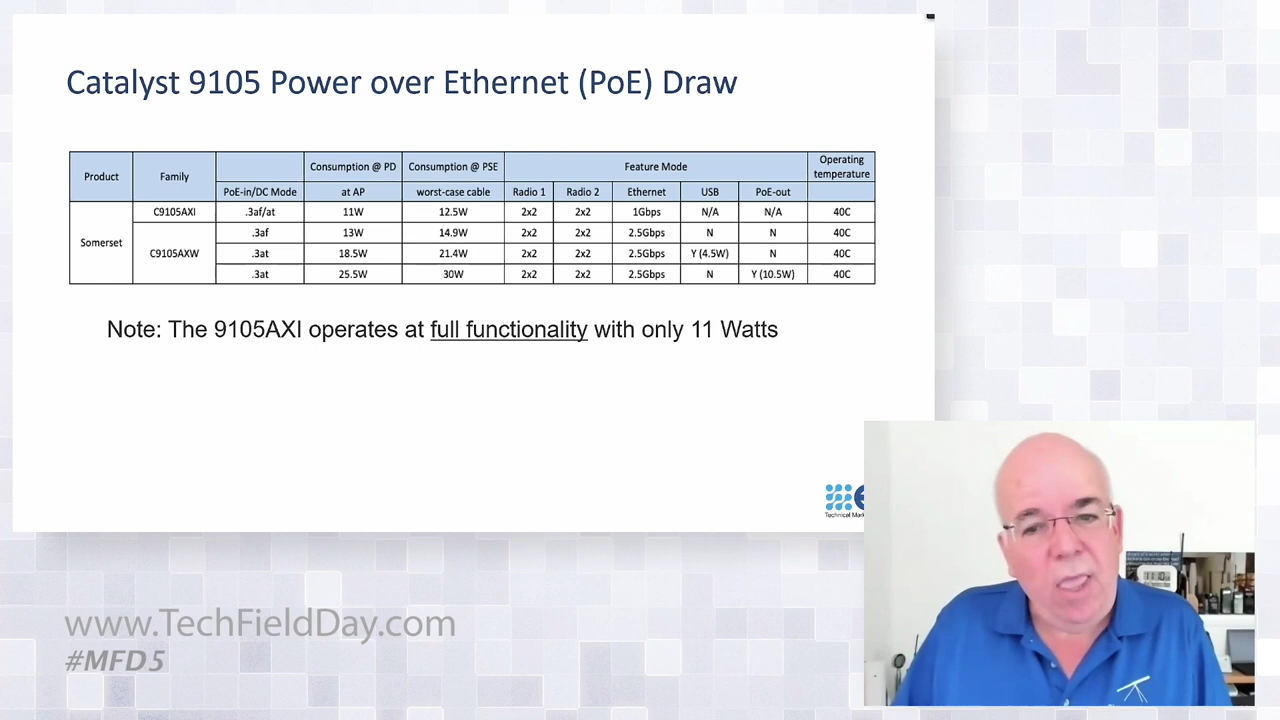 Catalyst 9105 Power over Ethernet (PoE) Draw
Product Family PoE-in/DC Mode Consumption @ PD at AP Consumption @ PSE worst-case cable Feature Mode Operating temperature
Radio 1 Radio 2 Ethernet USB PoE-out
Somerset
C9105AXI .3af/at 11W 12.5W 2x2 2x2 1Gbps N/A N/A 40C
C9105AXW .3af 13W 14.9W 2x2 2x2 2.5Gbps N N 40C
.3at 18.5W 21.4W 2x2 2x2 2.5Gbps Y (4.5W) N 40C
.3at 25.5W 30W 2x2 2x2 2.5Gbps N Y (10.5W) 40C
Note: The 9105AXI operates at full functionality with only 11 Watts
Technical
www.TechFieldDay.com
#MFD5